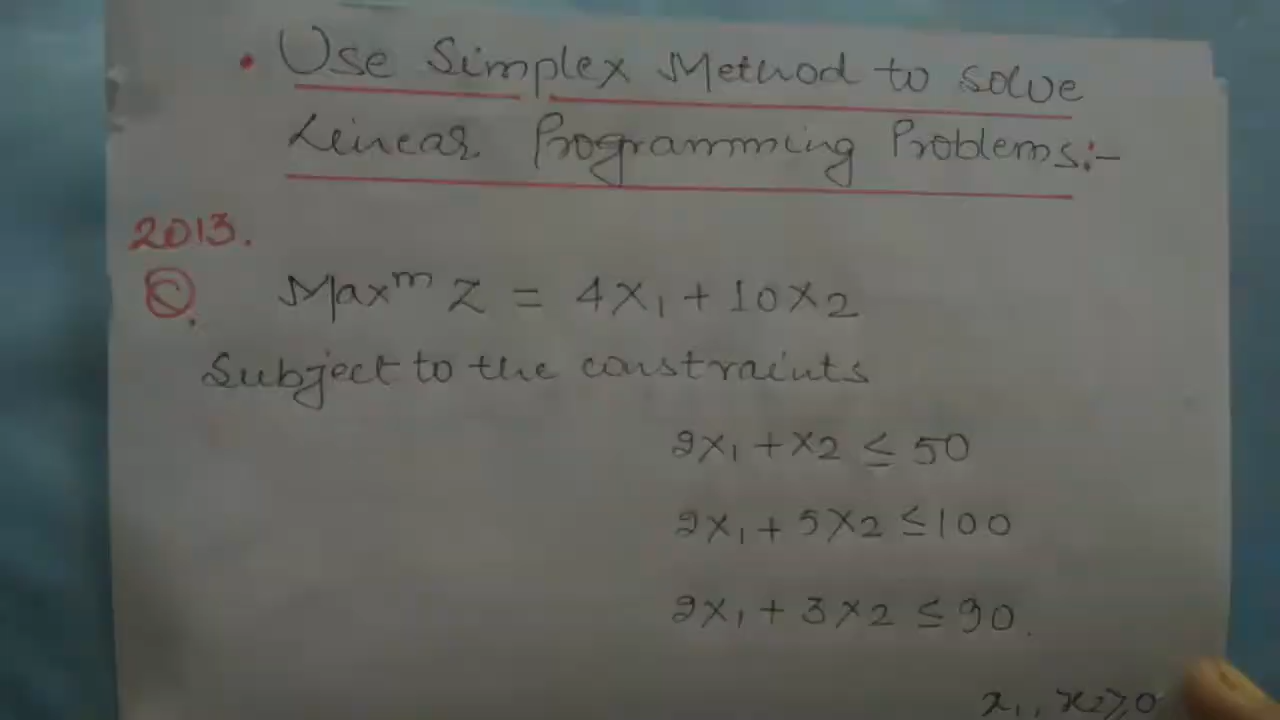 • Use Simplex Method to solve
Linear Programming Problems:-
2013.
Q. Maxᵐ Z = 4x₁ + 10x₂
Subject to the constraints
2x₁ + x₂ ≤ 50
2x₁ + 5x₂ ≤ 100
2x₁ + 3x₂ ≤ 90.
x₁, x₂ ≥ 0